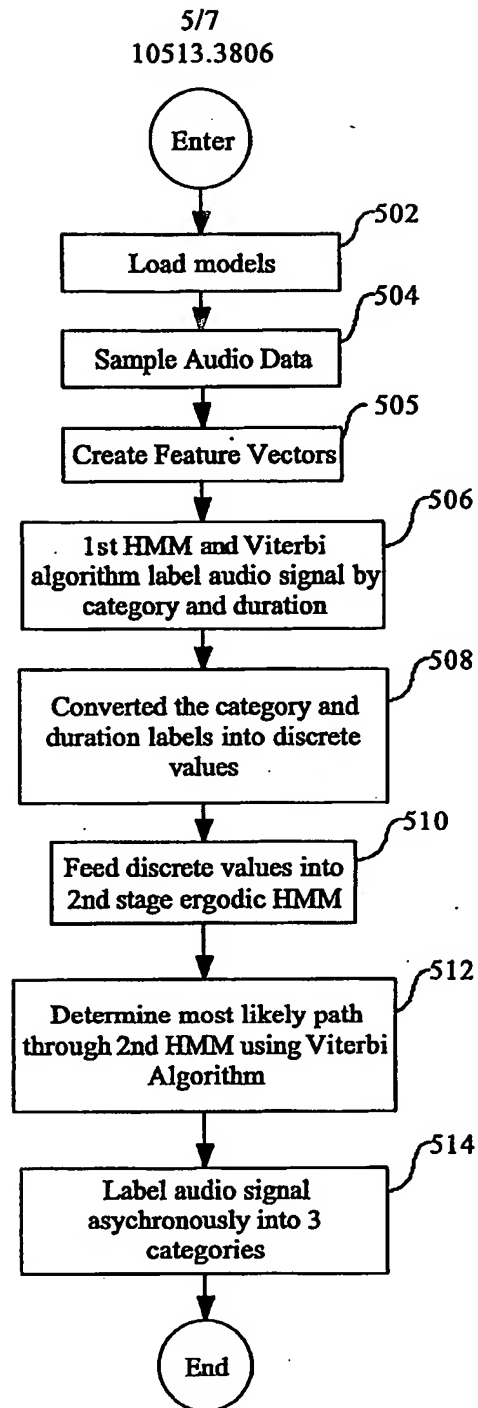 5/7
10513.3806
Enter
502
Load models
504
Sample Audio Data
505
Create Feature Vectors
506
1st HMM and Viterbi
algorithm label audio signal by
category and duration
508
Converted the category and
duration labels into discrete
values
510
Feed discrete values into
2nd stage ergodic HMM
512
Determine most likely path
through 2nd HMM using Viterbi
Algorithm
514
Label audio signal
asychronously into 3
categories
End